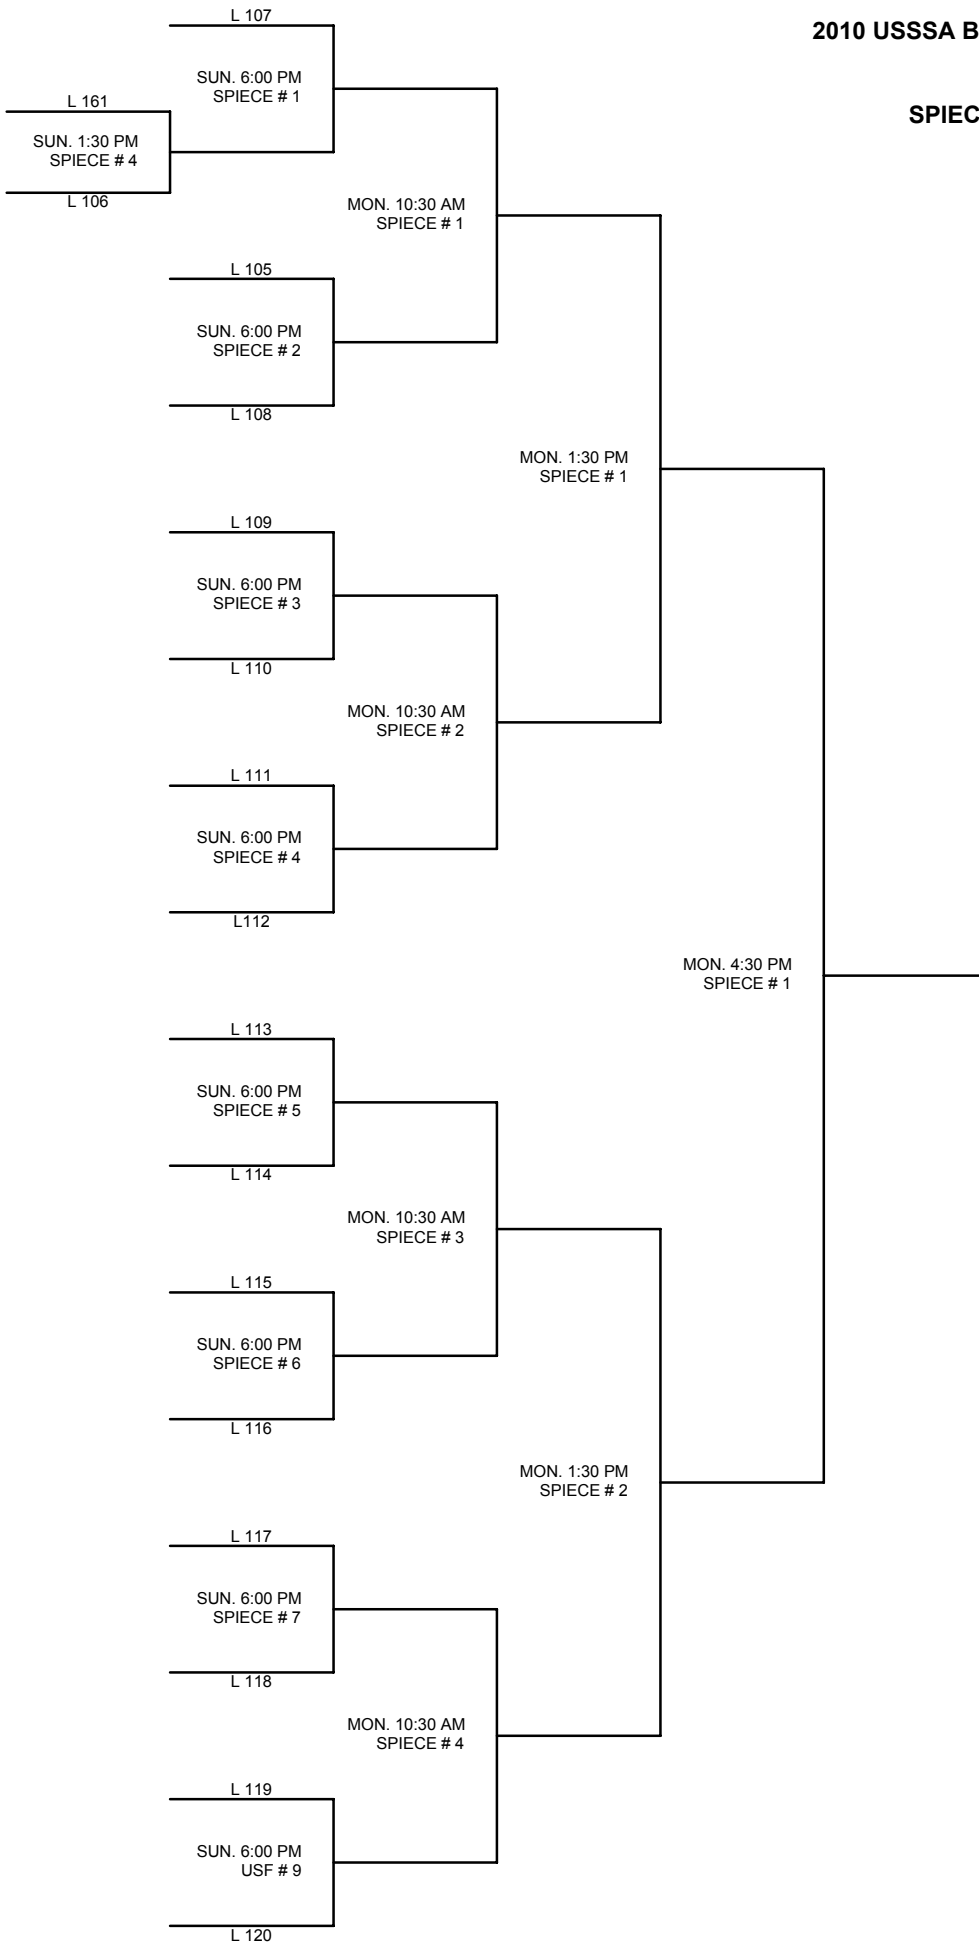 L 107
2010 USSSA B
SUN. 6:00 PM
SPIECE # 1
L 161
SPIEC
SUN. 1:30 PM
SPIECE # 4
L 106
MON. 10:30 AM
SPIECE # 1
L 105
SUN. 6:00 PM
SPIECE # 2
L 108
MON. 1:30 PM
SPIECE # 1
L 109
SUN. 6:00 PM
SPIECE # 3
L 110
MON. 10:30 AM
SPIECE # 2
L 111
SUN. 6:00 PM
SPIECE # 4
L112
MON. 4:30 PM
SPIECE # 1
L 113
SUN. 6:00 PM
SPIECE # 5
L 114
MON. 10:30 AM
SPIECE # 3
L 115
SUN. 6:00 PM
SPIECE # 6
L 116
MON. 1:30 PM
SPIECE # 2
L 117
SUN. 6:00 PM
SPIECE # 7
L 118
MON. 10:30 AM
SPIECE # 4
L 119
SUN. 6:00 PM
USF # 9
L 120